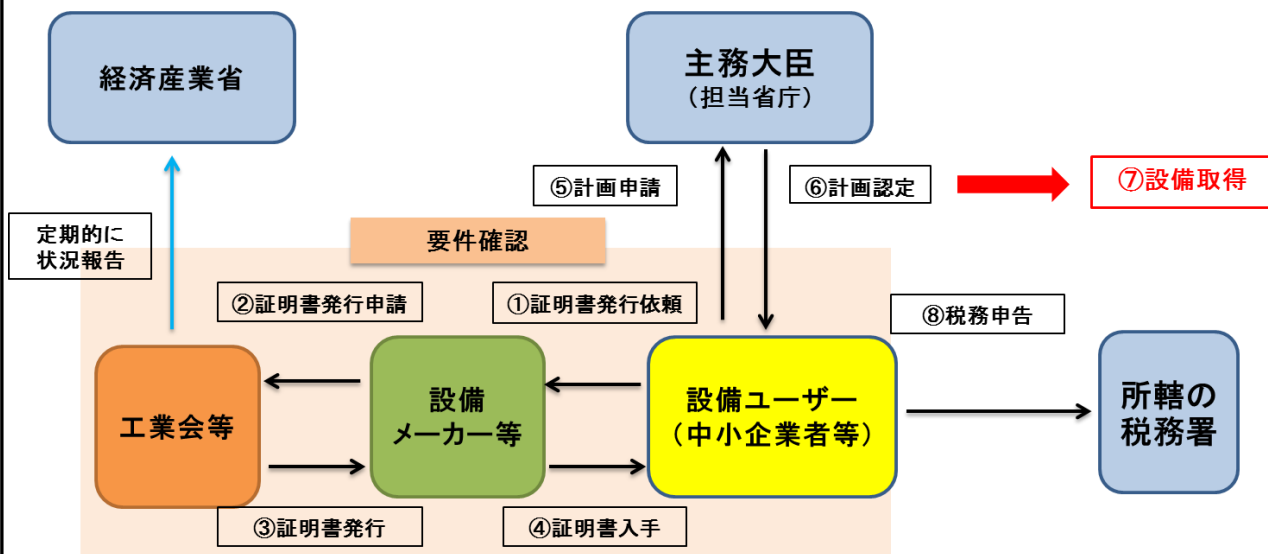 経済産業省
主務大臣
（担当省庁）
⑤計画申請
⑥計画認定
⑦設備取得
定期的に
状況報告
要件確認
②証明書発行申請
①証明書発行依頼
⑧税務申告
工業会等
設備
メーカー等
設備ユーザー
（中小企業者等）
所轄の
税務署
③証明書発行
④証明書入手